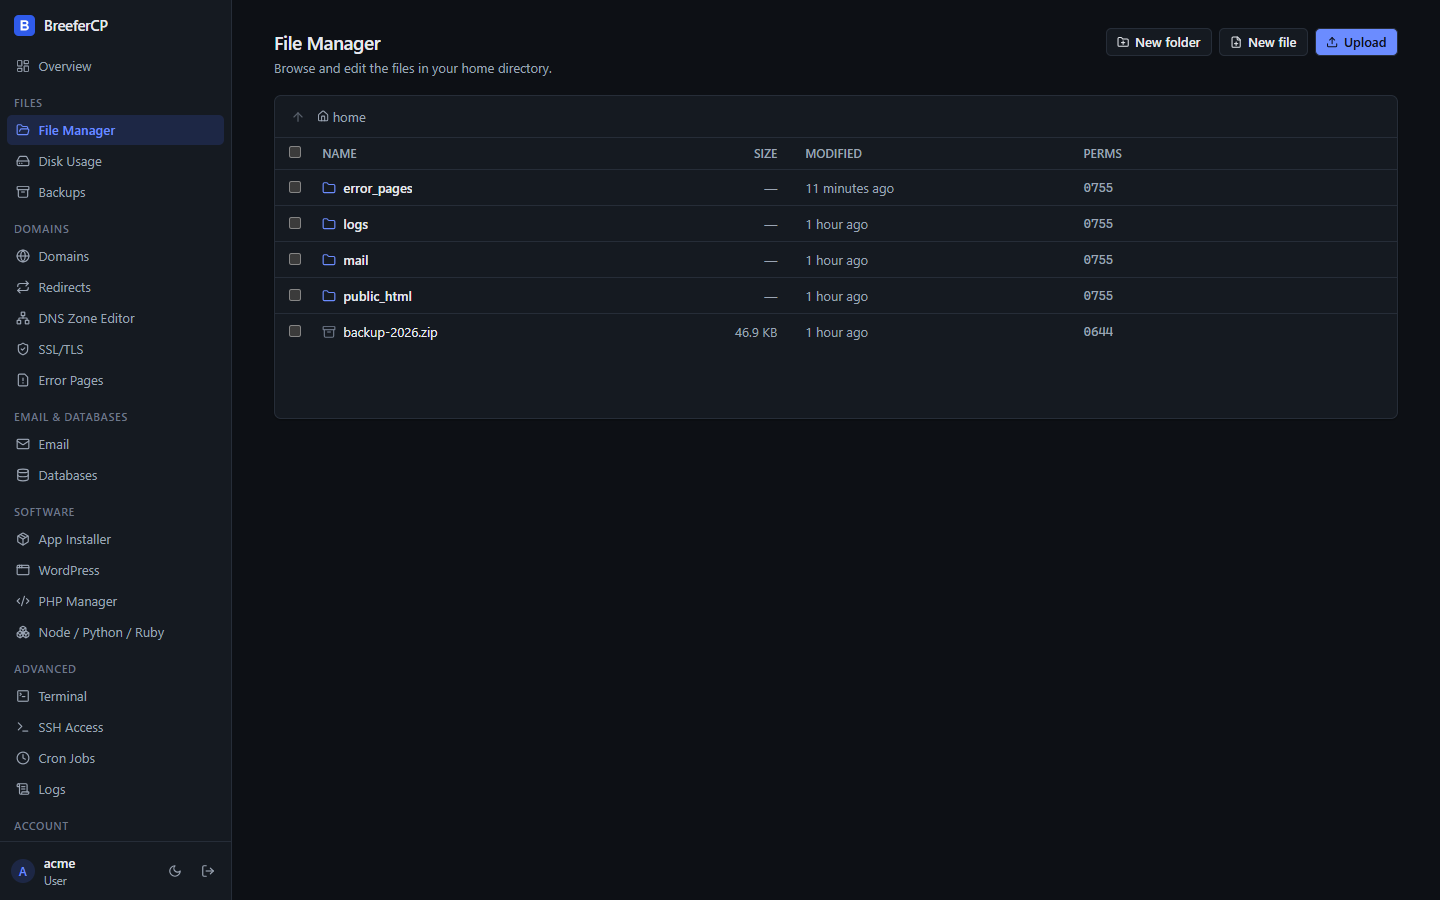 B BreeferCP
Overview
FILES
File Manager
Disk Usage
Backups
DOMAINS
Domains
Redirects
DNS Zone Editor
SSL/TLS
Error Pages
EMAIL & DATABASES
Email
Databases
SOFTWARE
App Installer
WordPress
PHP Manager
Node / Python / Ruby
ADVANCED
Terminal
SSH Access
Cron Jobs
Logs
ACCOUNT
A acme
User
File Manager
Browse and edit the files in your home directory.
New folder New file Upload
home
NAME SIZE MODIFIED PERMS
error_pages — 11 minutes ago 0755
logs — 1 hour ago 0755
mail — 1 hour ago 0755
public_html — 1 hour ago 0755
backup-2026.zip 46.9 KB 1 hour ago 0644